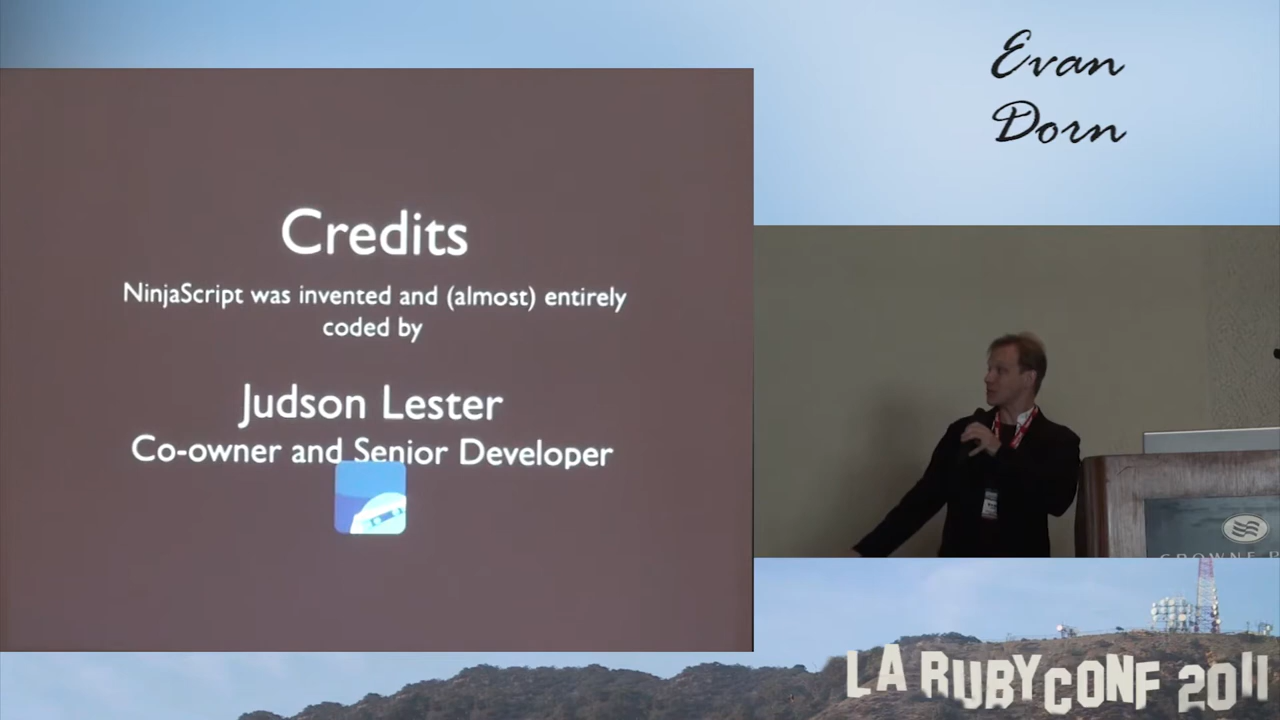 Evan
Dorn
Credits
NinjaScript was invented and (almost) entirely
coded by
Judson Lester
Co-owner and Senior Developer
CROWNE P
LA RUBYCONF 2011